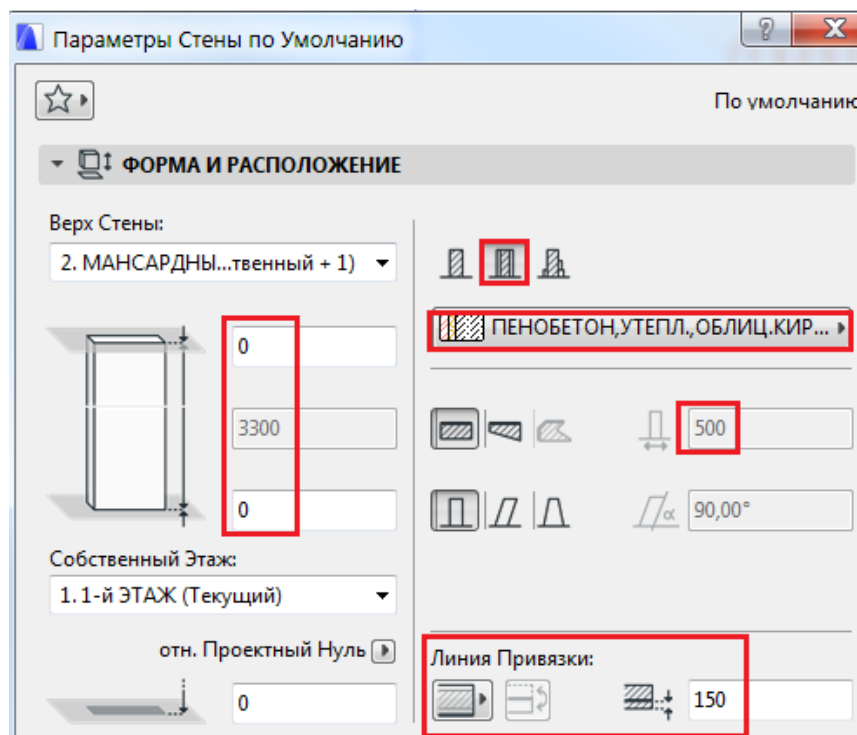 Параметры Стены по Умолчанию
?
По умолчанию
ФОРМА И РАСПОЛОЖЕНИЕ
Верх Стены:
2. МАНСАРДНЫ...твенный + 1)
0
3300
0
Собственный Этаж:
1. 1-й ЭТАЖ (Текущий)
отн. Проектный Нуль
0
ПЕНОБЕТОН,УТЕПЛ.,ОБЛИЦ.КИР...
500
α
90,00°
Линия Привязки:
150